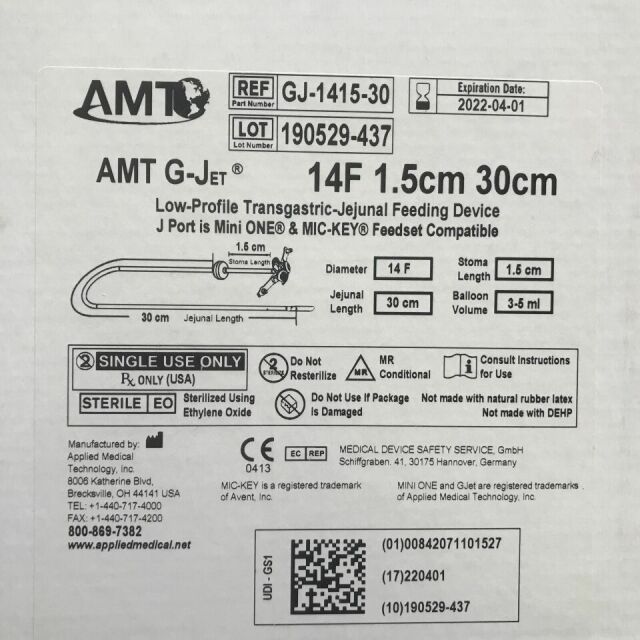 AMT
REF GJ-1415-30
Part Number
LOT 190529-437
Lot Number
Expiration Date:
2022-04-01
AMT G-JET® 14F 1.5cm 30cm
Low-Profile Transgastric-Jejunal Feeding Device
J Port is Mini ONE® & MIC-KEY® Feedset Compatible
1.5 cm
Stoma Length
30 cm Jejunal Length
Diameter 14 F
Stoma Length 1.5 cm
Jejunal Length 30 cm
Balloon Volume 3-5 ml
2 SINGLE USE ONLY
Rx ONLY (USA)
STERILE EO
Sterilized Using
Ethylene Oxide
Do Not
Resterilize
MR
MR
Conditional
i
Consult Instructions
for Use
Do Not Use If Package
is Damaged
Not made with natural rubber latex
Not made with DEHP
Manufactured by:
Applied Medical
Technology, Inc.
8006 Katherine Blvd,
Brecksville, OH 44141 USA
TEL: +1-440-717-4000
FAX: +1-440-717-4200
800-869-7382
www.appliedmedical.net
CE
0413
EC REP
MEDICAL DEVICE SAFETY SERVICE, GmbH
Schiffgraben. 41, 30175 Hannover, Germany
MIC-KEY is a registered trademark
of Avent, Inc.
MINI ONE and GJet are registered trademarks
of Applied Medical Technology, Inc.
UDI - GS1
(01)00842071101527
(17)220401
(10)190529-437